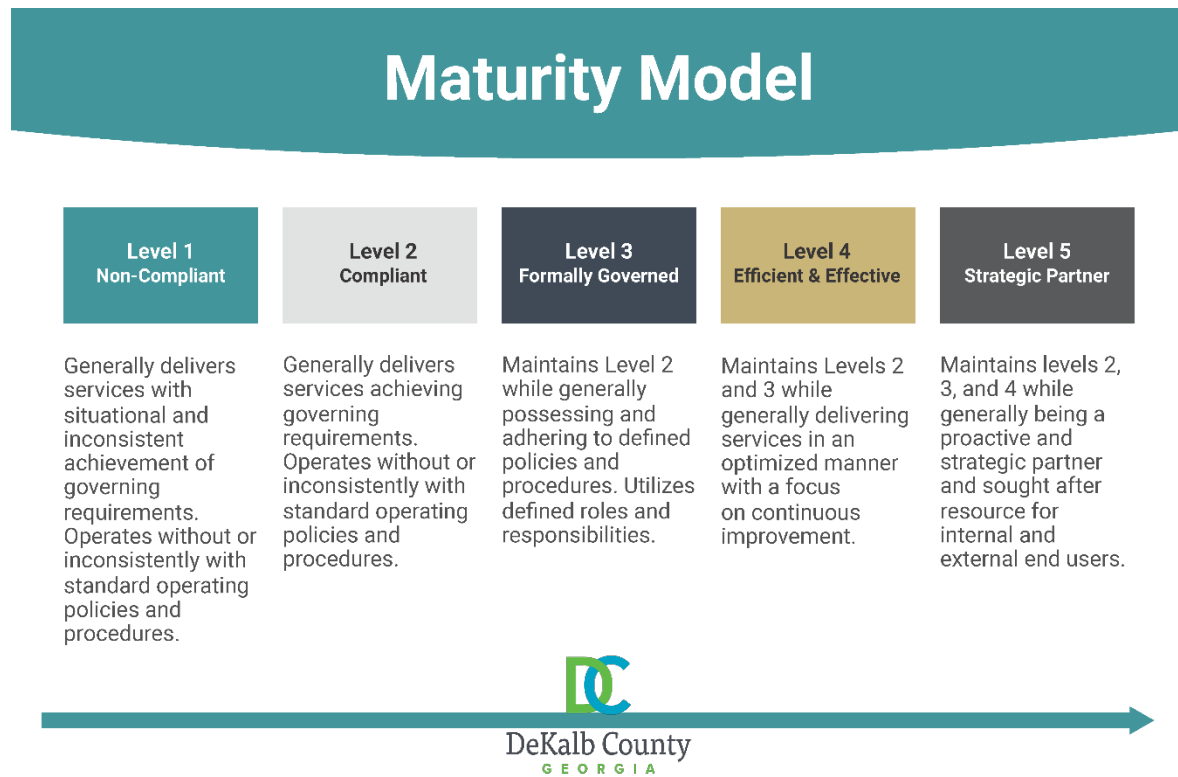 Maturity Model
Level 1
Non-Compliant
Generally delivers
services with
situational and
inconsistent
achievement of
governing
requirements.
Operates without or
inconsistently with
standard operating
policies and
procedures.
Level 2
Compliant
Generally delivers
services achieving
governing
requirements.
Operates without or
inconsistently with
standard operating
policies and
procedures.
Level 3
Formally Governed
Maintains Level 2
while generally
possessing and
adhering to defined
policies and
procedures. Utilizes
defined roles and
responsibilities.
Level 4
Efficient & Effective
Maintains Levels 2
and 3 while
generally delivering
services in an
optimized manner
with a focus
on continuous
improvement.
Level 5
Strategic Partner
Maintains levels 2,
3, and 4 while
generally being a
proactive and
strategic partner
and sought after
resource for
internal and
external end users.
DC
DeKalb County
GEORGIA